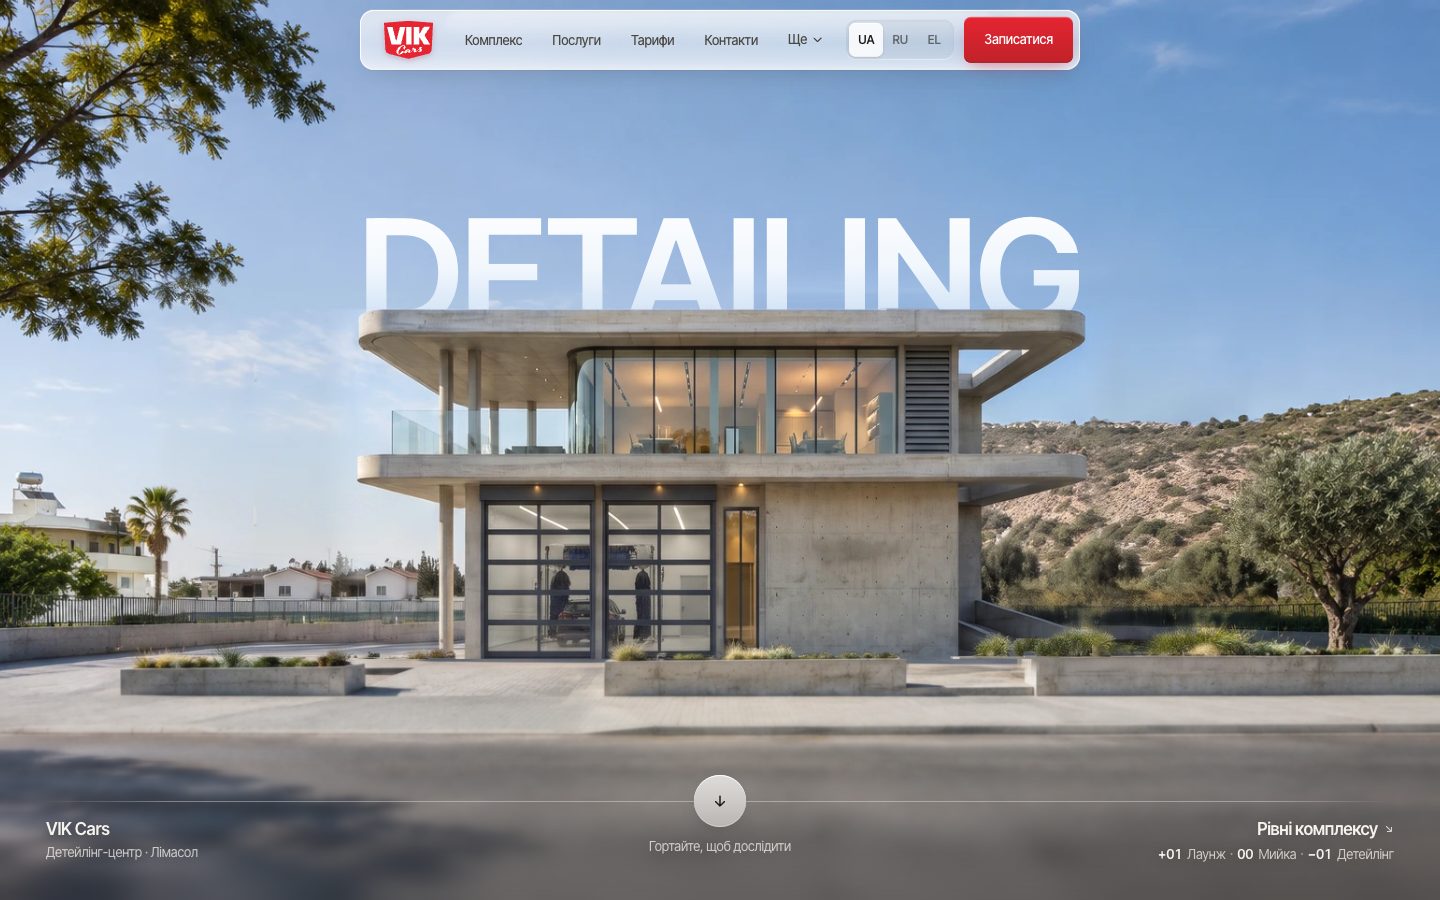 VIK
Cars
Комплекс
Послуги
Тарифи
Контакти
Ще
UA
RU
EL
Записатися
DETAILING
VIK Cars
Детейлінг-центр · Лімасол
Гортайте, щоб дослідити
Рівні комплексу
+01 Лаунж · 00 Мийка · −01 Детейлінг